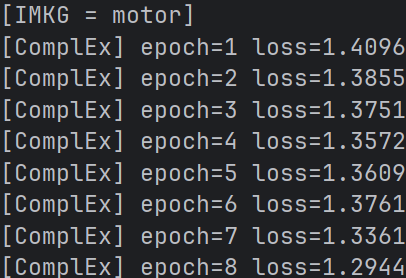 [IMKG = motor]
[ComplEx] epoch=1 loss=1.4096
[ComplEx] epoch=2 loss=1.3855
[ComplEx] epoch=3 loss=1.3751
[ComplEx] epoch=4 loss=1.3572
[ComplEx] epoch=5 loss=1.3609
[ComplEx] epoch=6 loss=1.3761
[ComplEx] epoch=7 loss=1.3361
[ComplEx] epoch=8 loss=1.2944